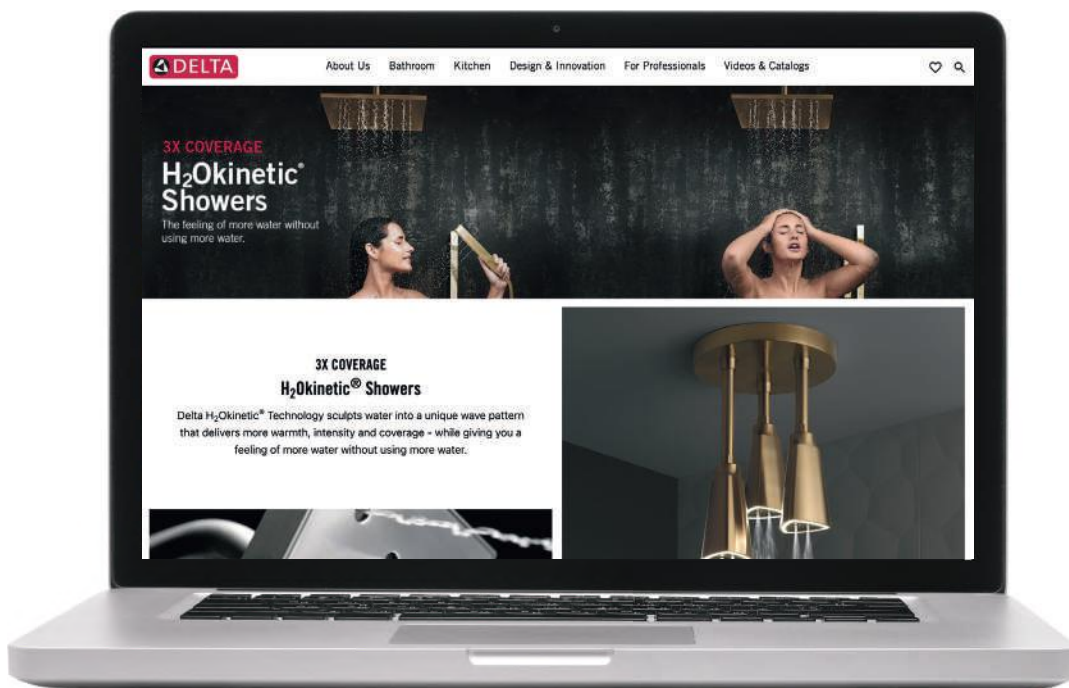 DELTA
About Us Bathroom Kitchen Design & Innovation For Professionals Videos & Catalogs
3X COVERAGE
H₂Okinetic®
Showers
The feeling of more water without
using more water.
3X COVERAGE
H₂Okinetic® Showers
Delta H₂Okinetic® Technology sculpts water into a unique wave pattern
that delivers more warmth, intensity and coverage - while giving you a
feeling of more water without using more water.